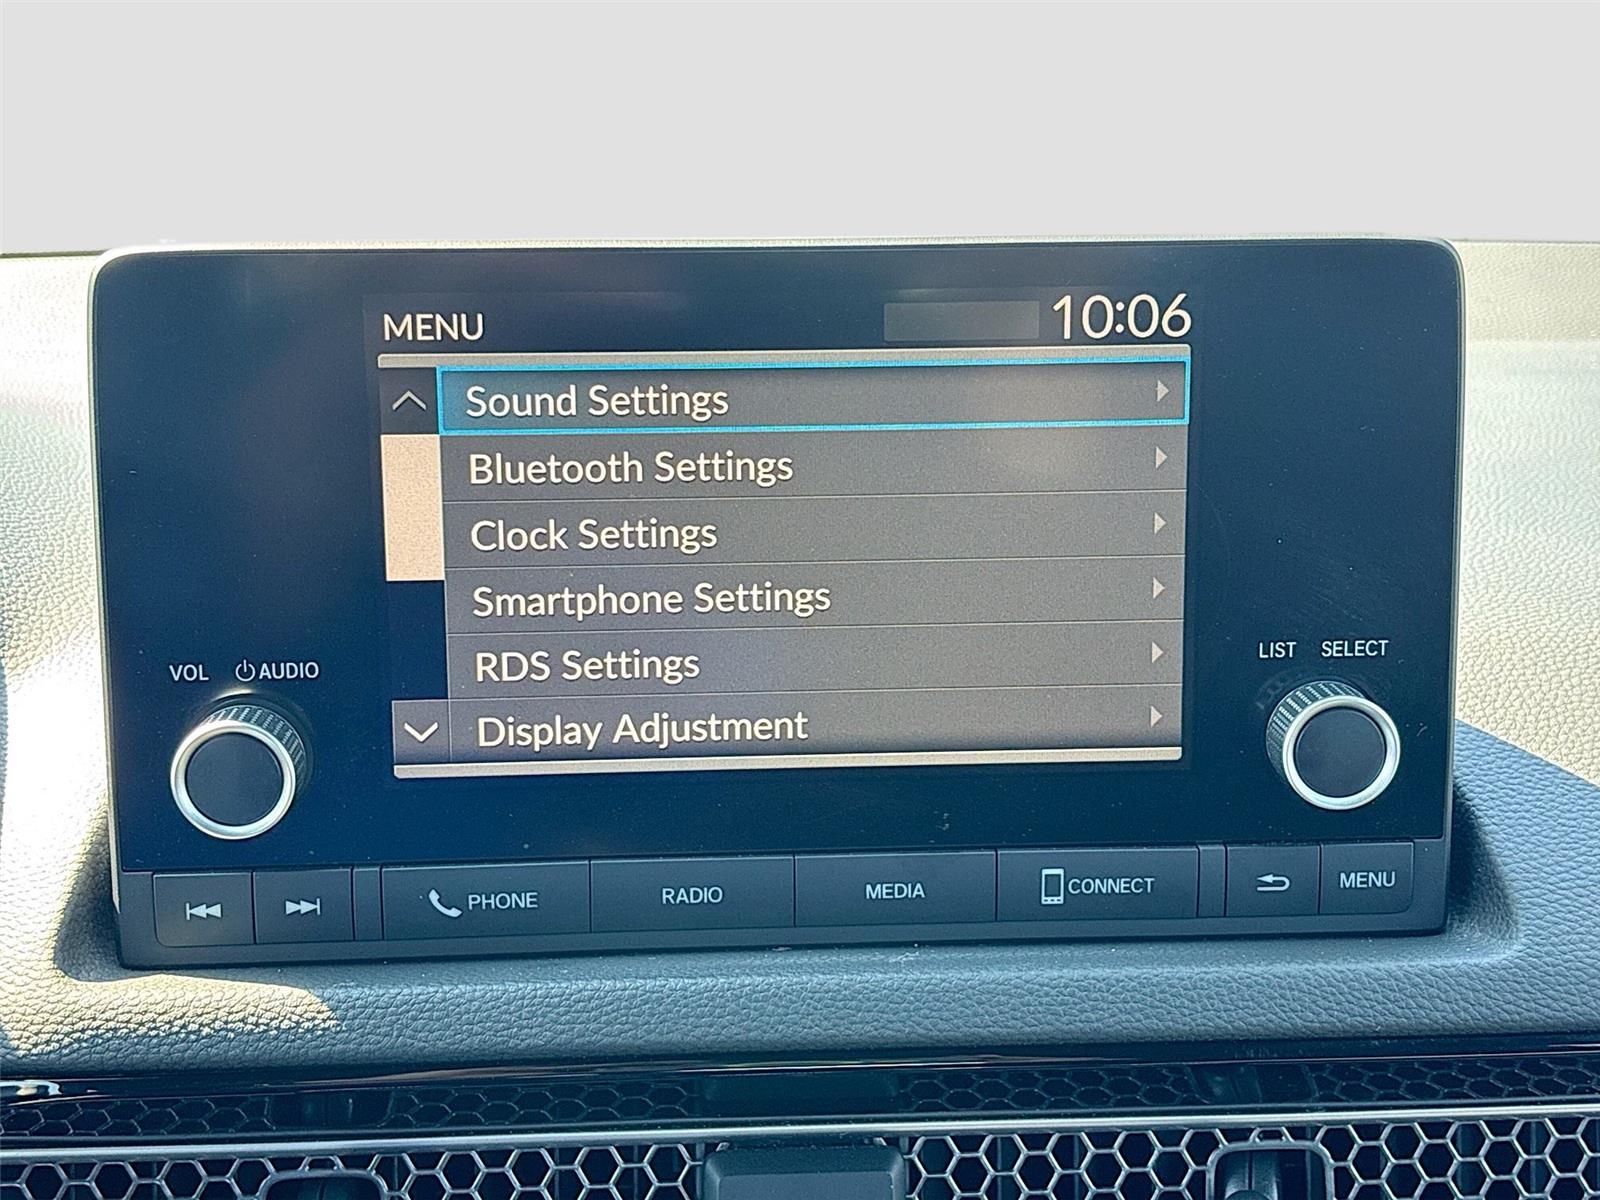 MENU 10:06
Sound Settings
Bluetooth Settings
Clock Settings
Smartphone Settings
RDS Settings
Display Adjustment
VOL AUDIO
LIST SELECT
PHONE RADIO MEDIA CONNECT MENU